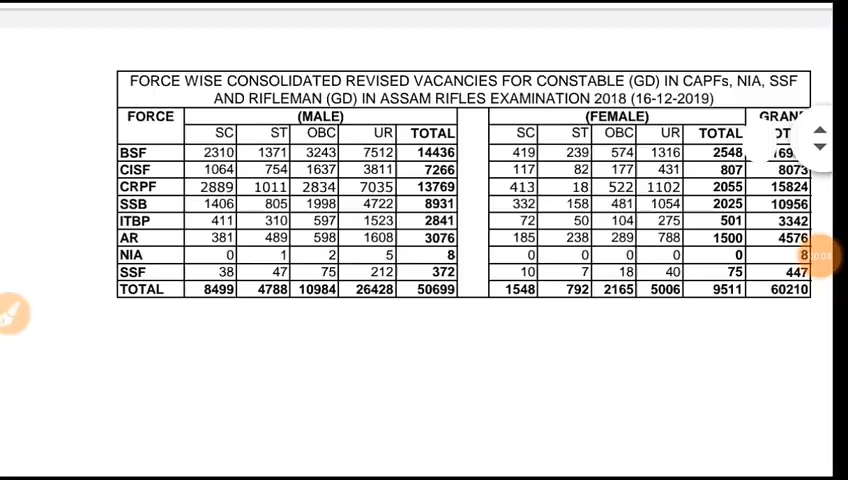 FORCE WISE CONSOLIDATED REVISED VACANCIES FOR CONSTABLE (GD) IN CAPFs, NIA, SSF
AND RIFLEMAN (GD) IN ASSAM RIFLES EXAMINATION 2018 (16-12-2019)
FORCE (MALE) (FEMALE)
SC ST OBC UR TOTAL SC ST OBC UR TOTAL
BSF 2310 1371 3243 7512 14436 419 239 574 1316 2548
CISF 1064 754 1637 3811 7266 117 82 177 431 807 8073
CRPF 2889 1011 2834 7035 13769 413 18 522 1102 2055 15824
SSB 1406 805 1998 4722 8931 332 158 481 1054 2025 10956
ITBP 411 310 597 1523 2841 72 50 104 275 501 3342
AR 381 489 598 1608 3076 185 238 289 788 1500 4576
NIA 0 1 2 5 8 0 0 0 0 0 8
SSF 38 47 75 212 372 10 7 18 40 75 447
TOTAL 8499 4788 10984 26428 50699 1548 792 2165 5006 9511 60210